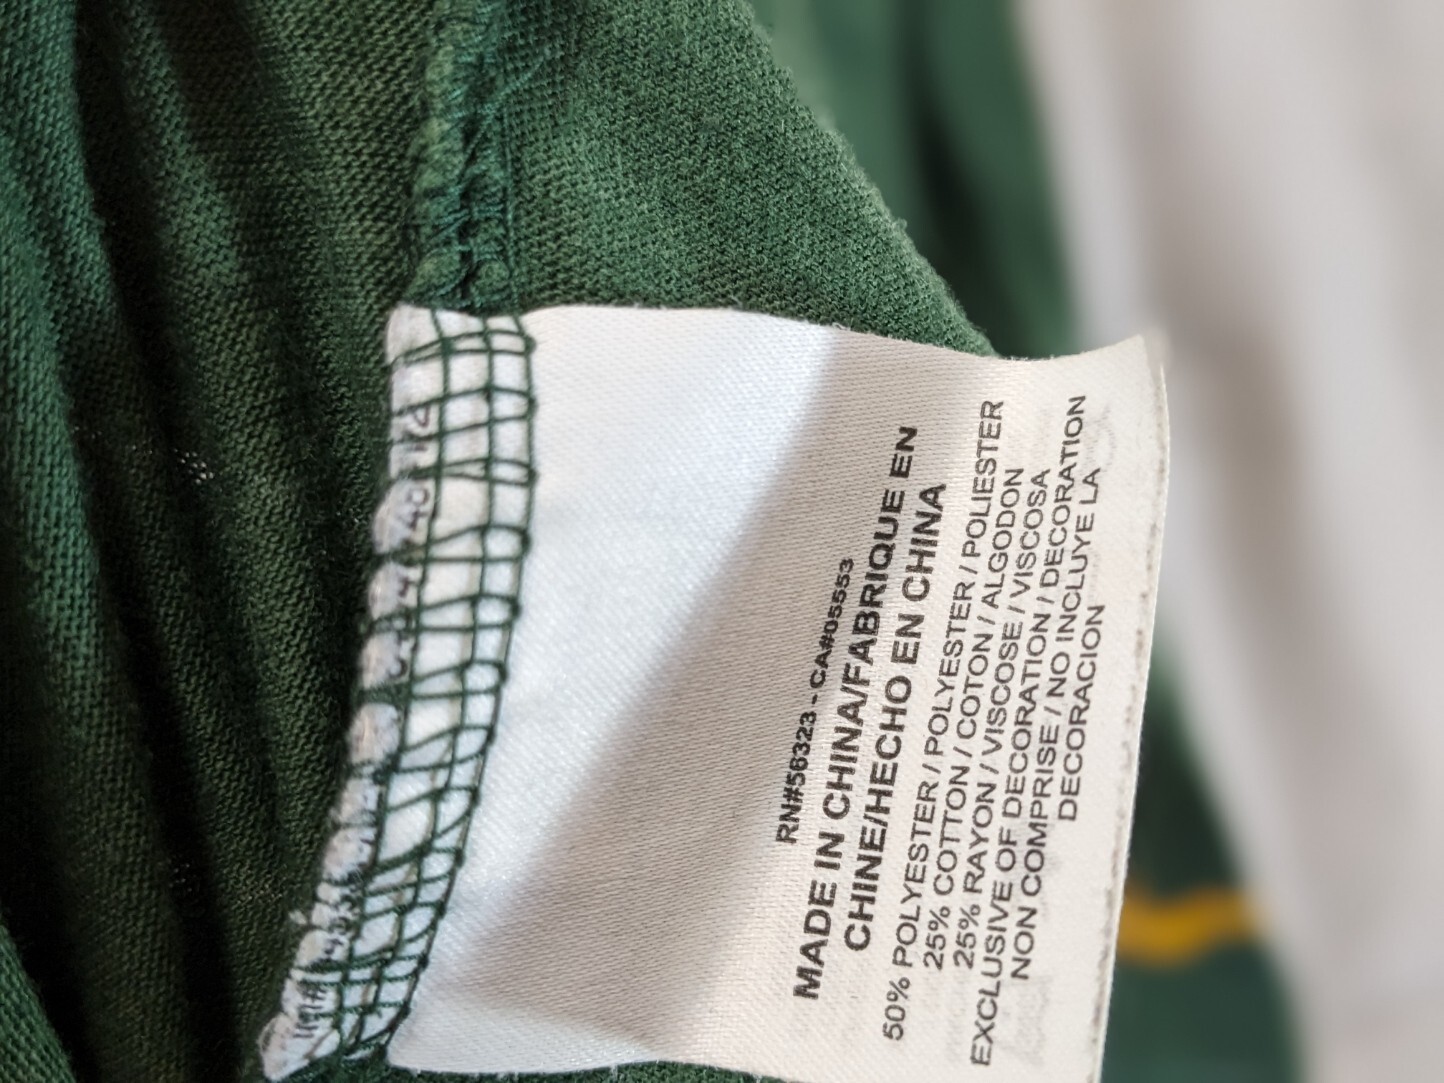 RN#56323 - CA#05553
MADE IN CHINA/FABRIQUE EN
CHINE/HECHO EN CHINA
50% POLYESTER / POLYESTER / POLIESTER
25% COTTON / COTON / ALGODON
25% RAYON / VISCOSE / VISCOSA
EXCLUSIVE OF DECORATION / DECORATION
NON COMPRISE / NO INCLUYE LA
DECORACION